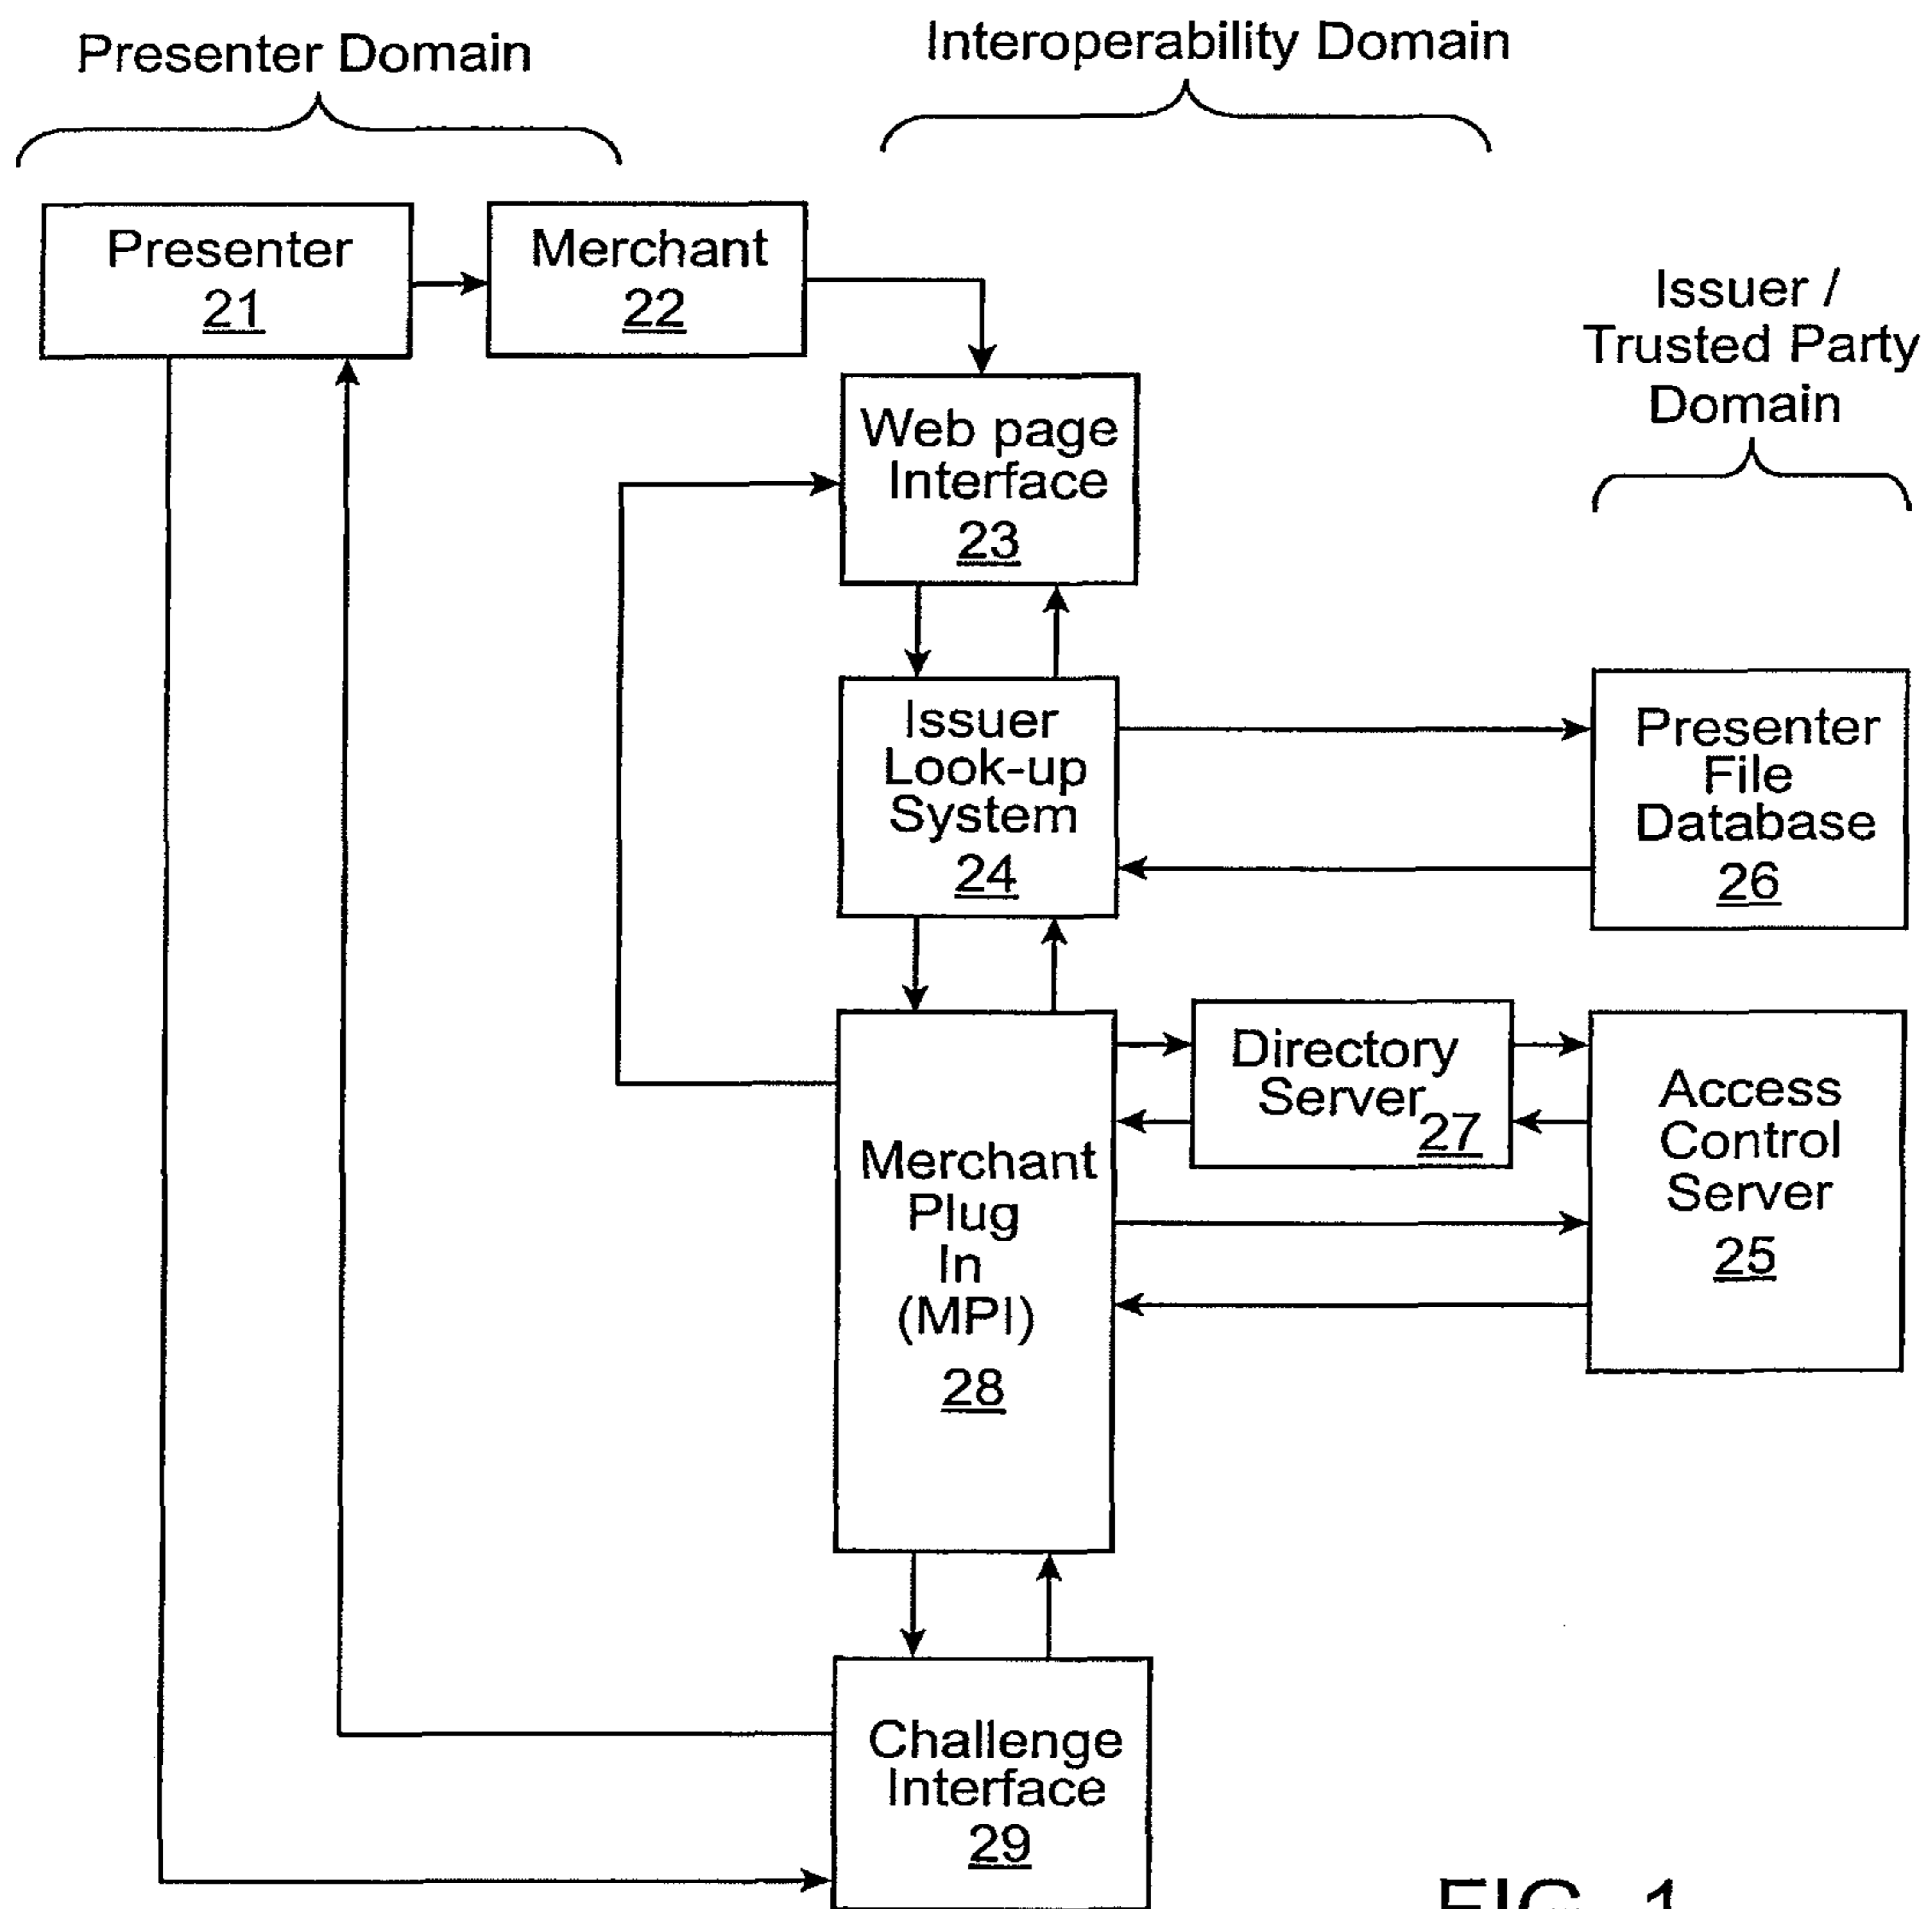 Presenter Domain
Interoperability Domain
Presenter
21
Merchant
22
Issuer /
Trusted Party
Domain
Web page
Interface
23
Issuer
Look-up
System
24
Presenter
File
Database
26
Directory
Server
27
Access
Control
Server
25
Merchant
Plug
In
(MPI)
28
Challenge
Interface
29
FIG. 1